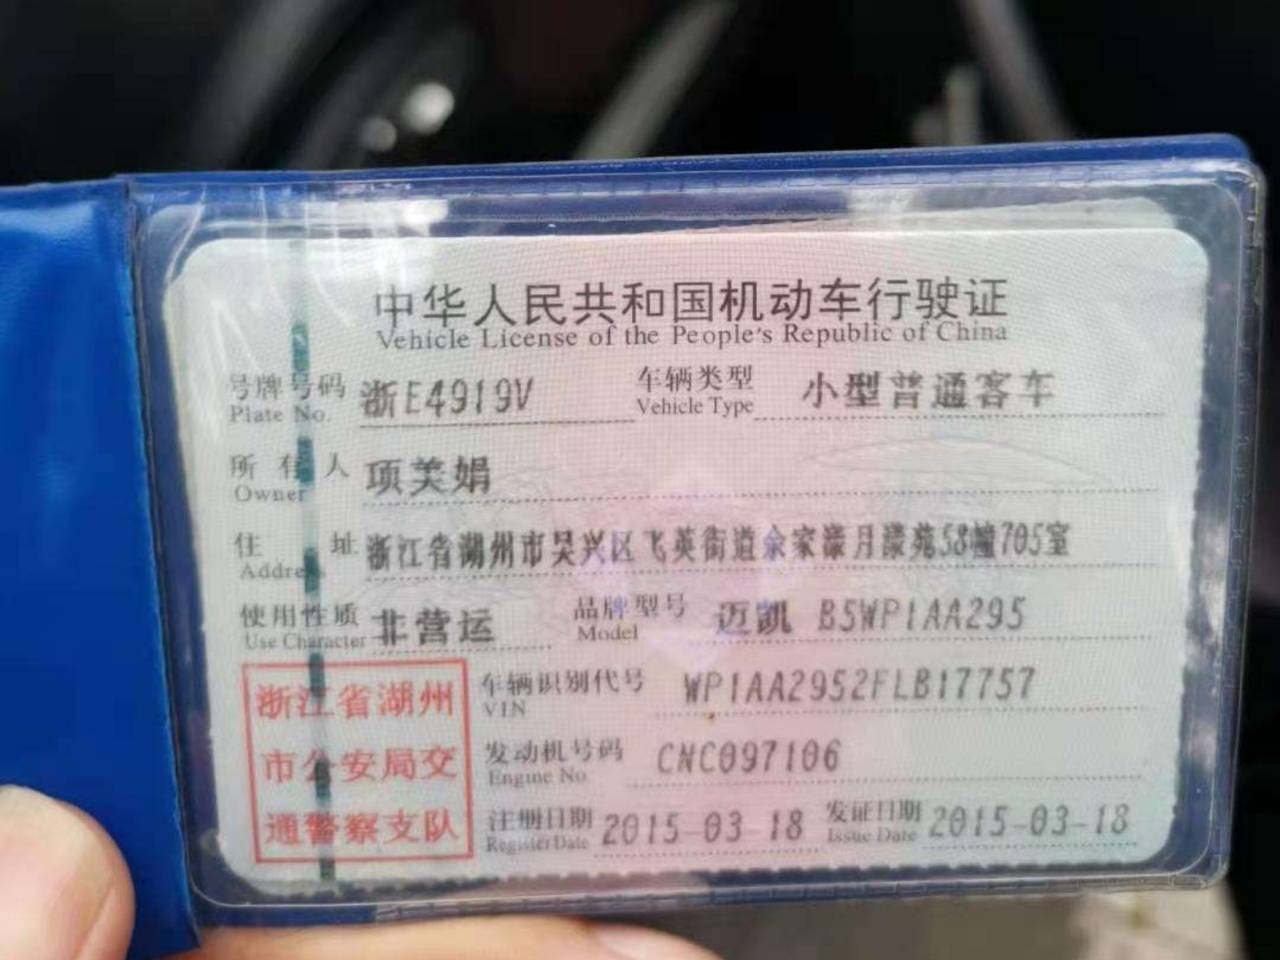 中华人民共和国机动车行驶证
Vehicle License of the People's Republic of China
号牌号码 浙E4919V 车辆类型 小型普通客车
Plate No. Vehicle Type
所有人 项美娟
Owner
住址 浙江省湖州市吴兴区飞英街道余家漾月漾苑58幢705室
Address
使用性质 非营运 品牌型号 迈凯 B5WP1AA295
Use Character Model
车辆识别代号 WP1AA2952FLB17757
VIN
发动机号码 CNC097106
Engine No.
注册日期 2015-03-18 发证日期 2015-03-18
Register Date Issue Date
浙江省湖州
市公安局交
通警察支队